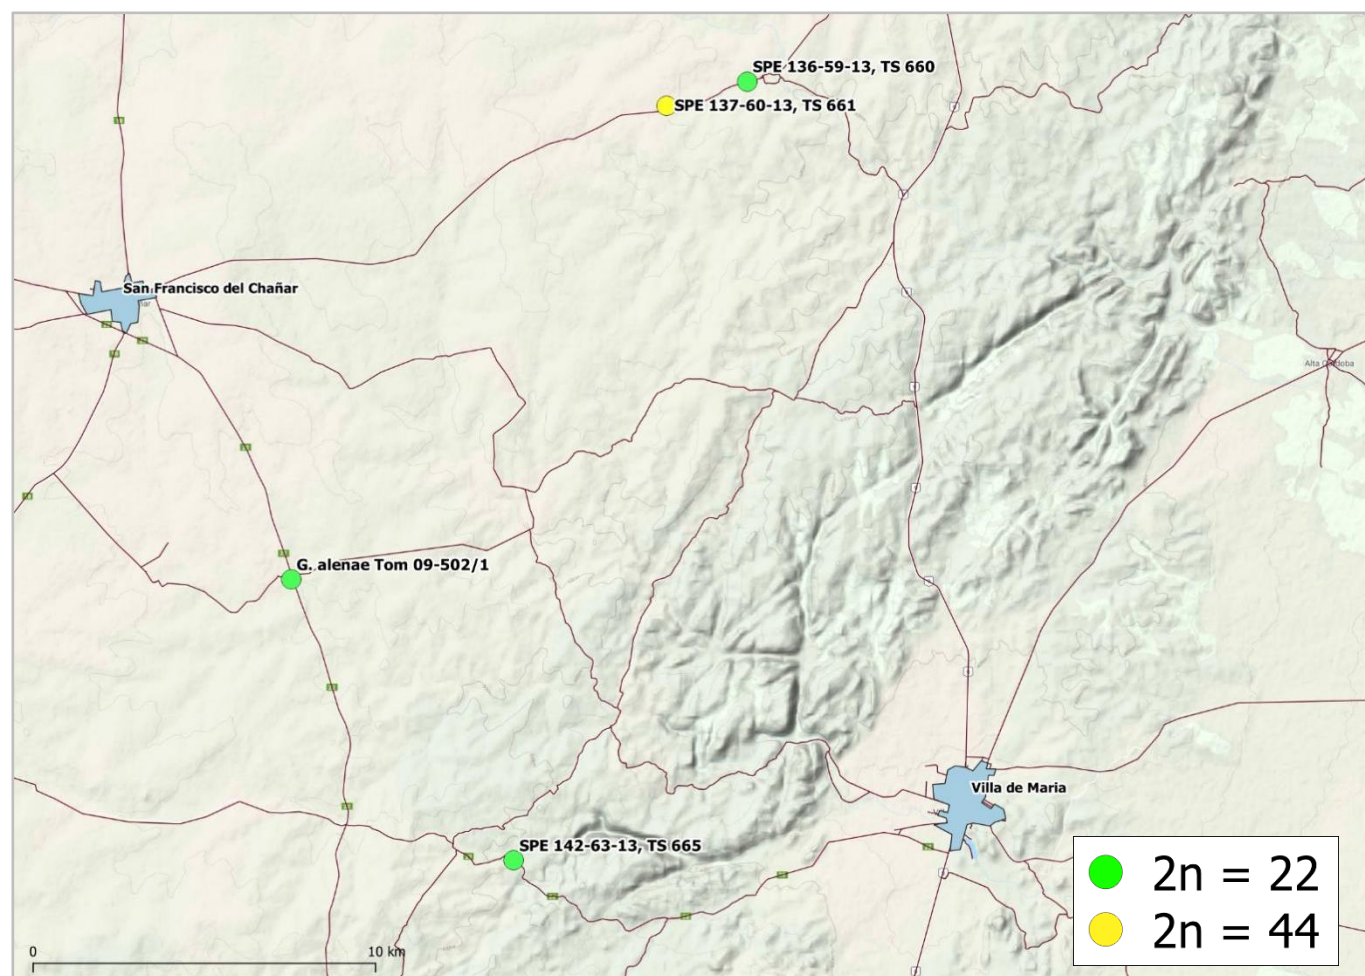 SPE 136-59-13, TS 660
SPE 137-60-13, TS 661
San Francisco del Chañar
Alta Córdoba
G. alenae Tom 09-502/1
Villa de Maria
SPE 142-63-13, TS 665
2n = 22
2n = 44
0
10 km